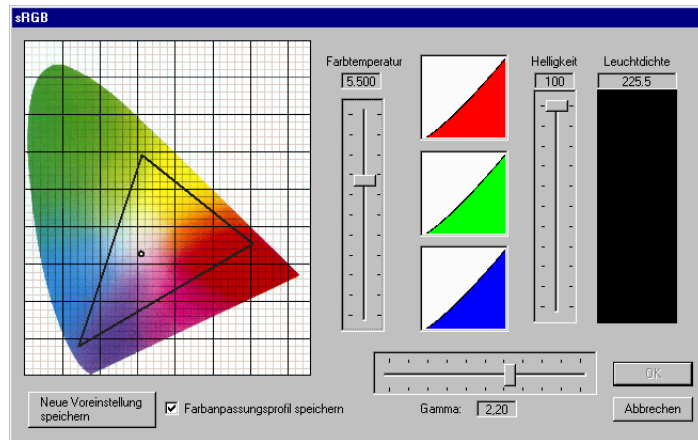 sRGB
Farbtemperatur
5.500
Helligkeit
100
Leuchtdichte
225.5
Neue Voreinstellung
speichern
Farbanpassungsprofil speichern
Gamma:
2,20
OK
Abbrechen